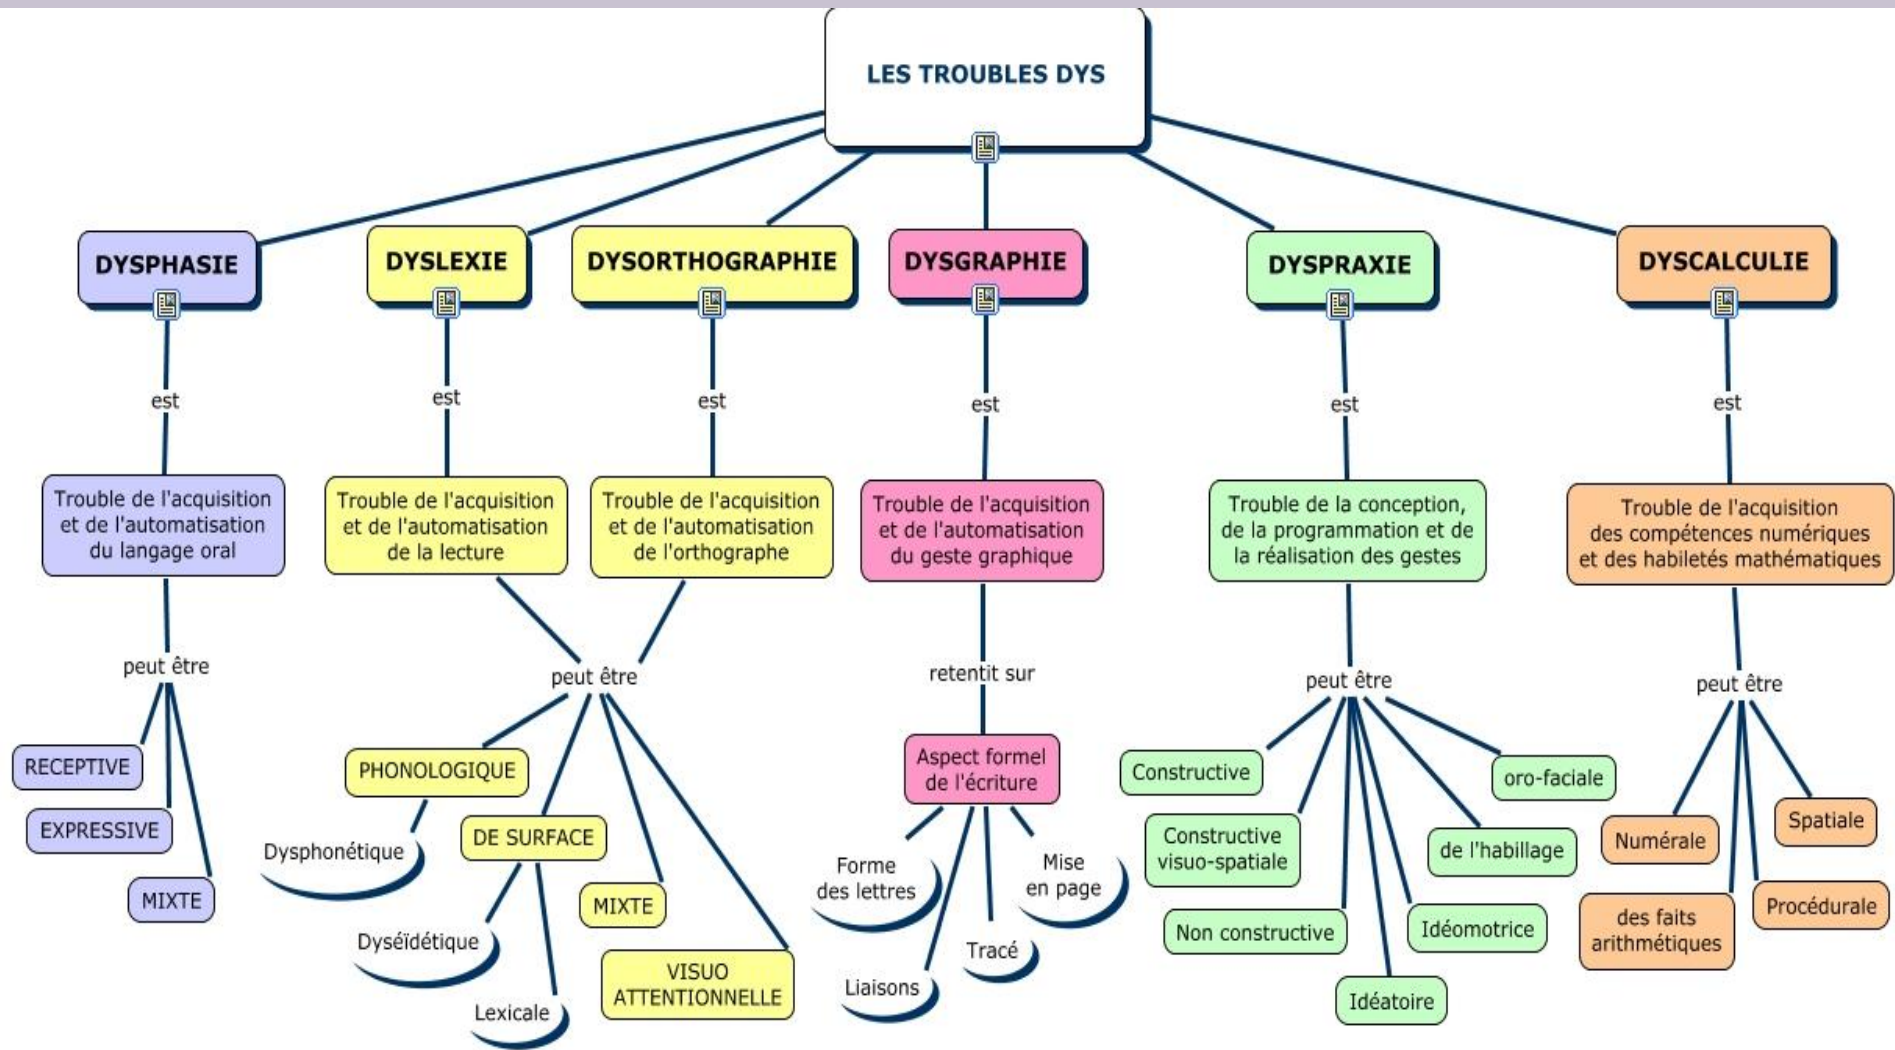 LES TROUBLES DYS
DYSPHASIE
DYSLEXIE
DYSORTHOGRAPHIE
DYSGRAPHIE
DYSPRAXIE
DYSCALCULIE
est
est
est
est
est
est
Trouble de l'acquisition
et de l'automatisation
du langage oral
Trouble de l'acquisition
et de l'automatisation
de la lecture
Trouble de l'acquisition
et de l'automatisation
de l'orthographe
Trouble de l'acquisition
et de l'automatisation
du geste graphique
Trouble de la conception,
de la programmation et de
la réalisation des gestes
Trouble de l'acquisition
des compétences numériques
et des habiletés mathématiques
peut être
peut être
retentit sur
peut être
peut être
RECEPTIVE
EXPRESSIVE
MIXTE
PHONOLOGIQUE
Dysphonétique
DE SURFACE
Dyséïdétique
Lexicale
MIXTE
VISUO
ATTENTIONNELLE
Aspect formel
de l'écriture
Forme
des lettres
Liaisons
Tracé
Mise
en page
Constructive
Constructive
visuo-spatiale
Non constructive
Idéatoire
Idéomotrice
de l'habillage
oro-faciale
Numérale
des faits
arithmétiques
Procédurale
Spatiale